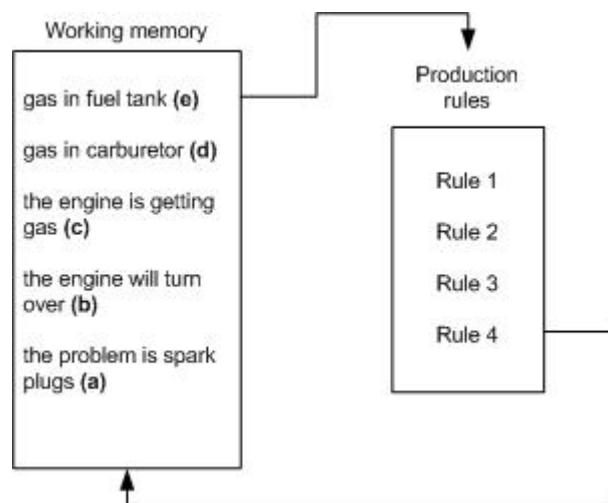 Working memory
gas in fuel tank (e)
gas in carburetor (d)
the engine is getting
gas (c)
the engine will turn
over (b)
the problem is spark
plugs (a)
Production
rules
Rule 1
Rule 2
Rule 3
Rule 4